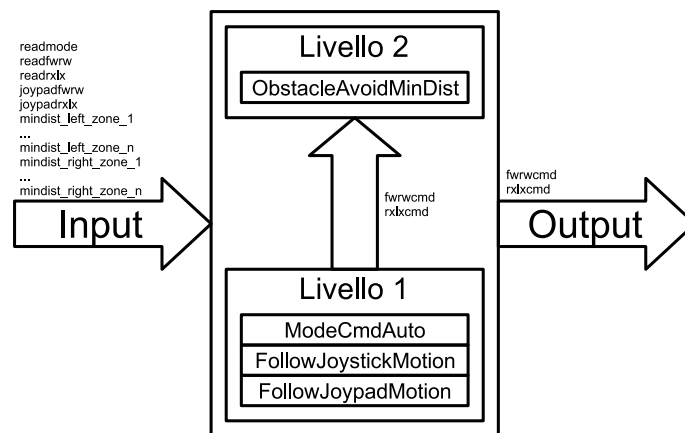 readmode
readfwrw
readrxlx
joypadfwrw
joypadrxlx
mindist_left_zone_1
...
mindist_left_zone_n
mindist_right_zone_1
...
mindist_right_zone_n
Input
Livello 2
ObstacleAvoidMinDist
fwrwcmd
rxlxcmd
Livello 1
ModeCmdAuto
FollowJoystickMotion
FollowJoypadMotion
fwrwcmd
rxlxcmd
Output